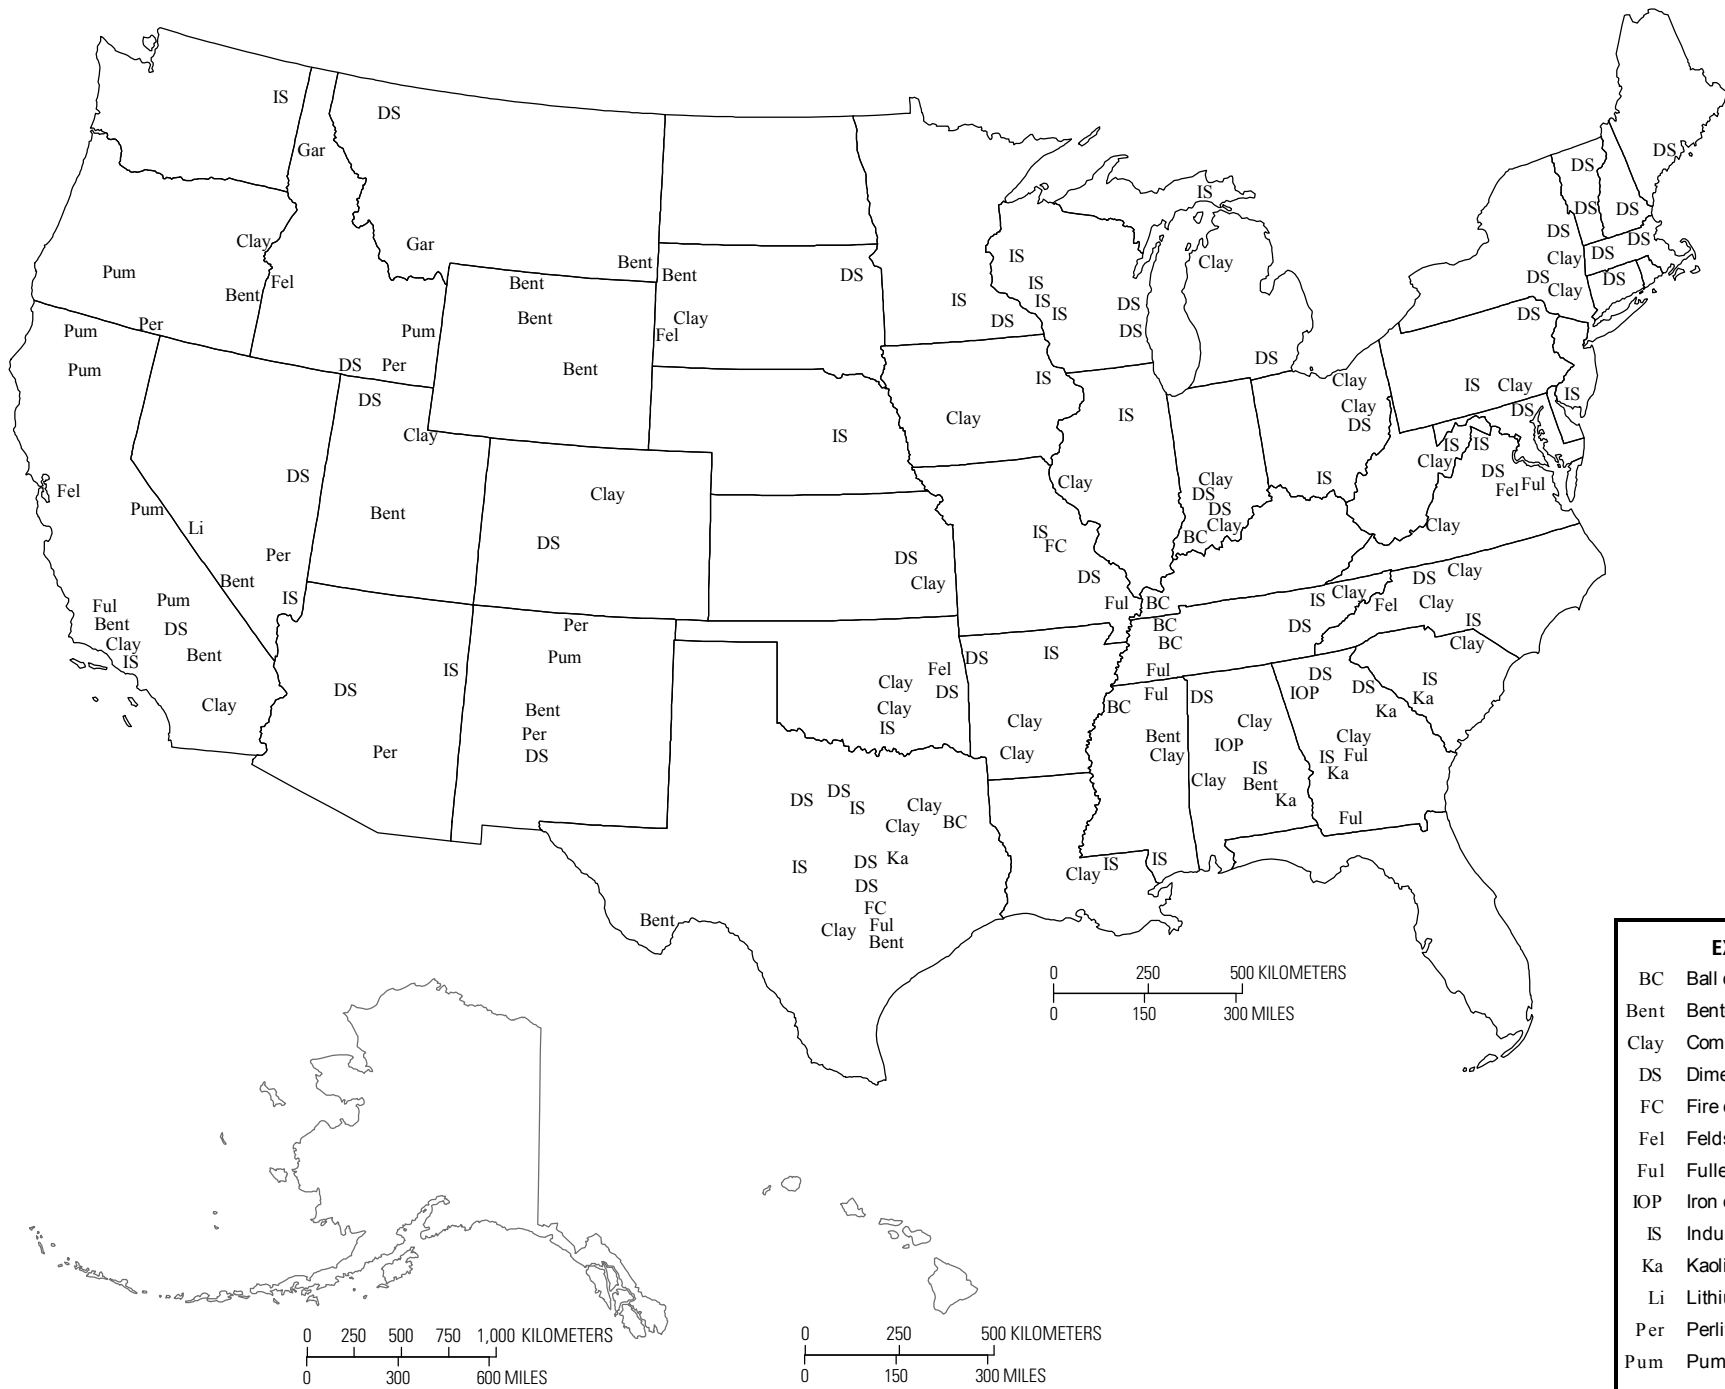 IS
DS
Gar
DS
DS
IS
DS DS
Clay
Gar
DS
DS
DS
Pum
Bent
Bent
DS
IS
Clay
Clay
DS
Fel
Bent
Bent
IS
DS
DS
Clay
DS
Pum
Per
Pum
Bent
Clay
Fel
IS
DS
IS
IS
DS
DS
DS
Pum
DS
Per
Bent
DS
IS
Clay
IS
Clay
IS
DS
Clay
Clay
IS
Clay
DS
DS
IS
Fel
Pum
DS
Clay
Clay
Clay
DS
DS
Clay
BC
IS
Clay
IS
IS
DS
Fel
Ful
Clay
Li
Bent
DS
IS
FC
Per
DS
Clay
DS
DS
Clay
Bent
IS
Ful
BC
IS
Clay
Fel
Clay
IS
Ful
Bent
Clay
IS
Pum
DS
Bent
Clay
Per
Pum
BC
BC
Ful
DS
Clay
DS
IS
Bent
Per
DS
Clay
Clay
IS
Fel
DS
DS
IS
BC
Ful
DS
DS
IOP
DS
Ka
IS
Ka
DS
Per
Clay
Clay
Bent
Clay
Clay
IOP
Clay
IS
Bent
Ka
Clay
Ful
IS
Ka
Ful
DS
DS
IS
Clay
Clay
BC
IS
DS
Ka
DS
FC
Ful
Bent
Clay
Bent
Clay
IS
IS
0 250 500 KILOMETERS
0 150 300 MILES
BC
Bent
Clay
DS
FC
Fel
Ful
IOP
IS
Ka
Li
Per
Pum
0 250 500 750 1,000 KILOMETERS
0 300 600 MILES
0 250 500 KILOMETERS
0 150 300 MILES